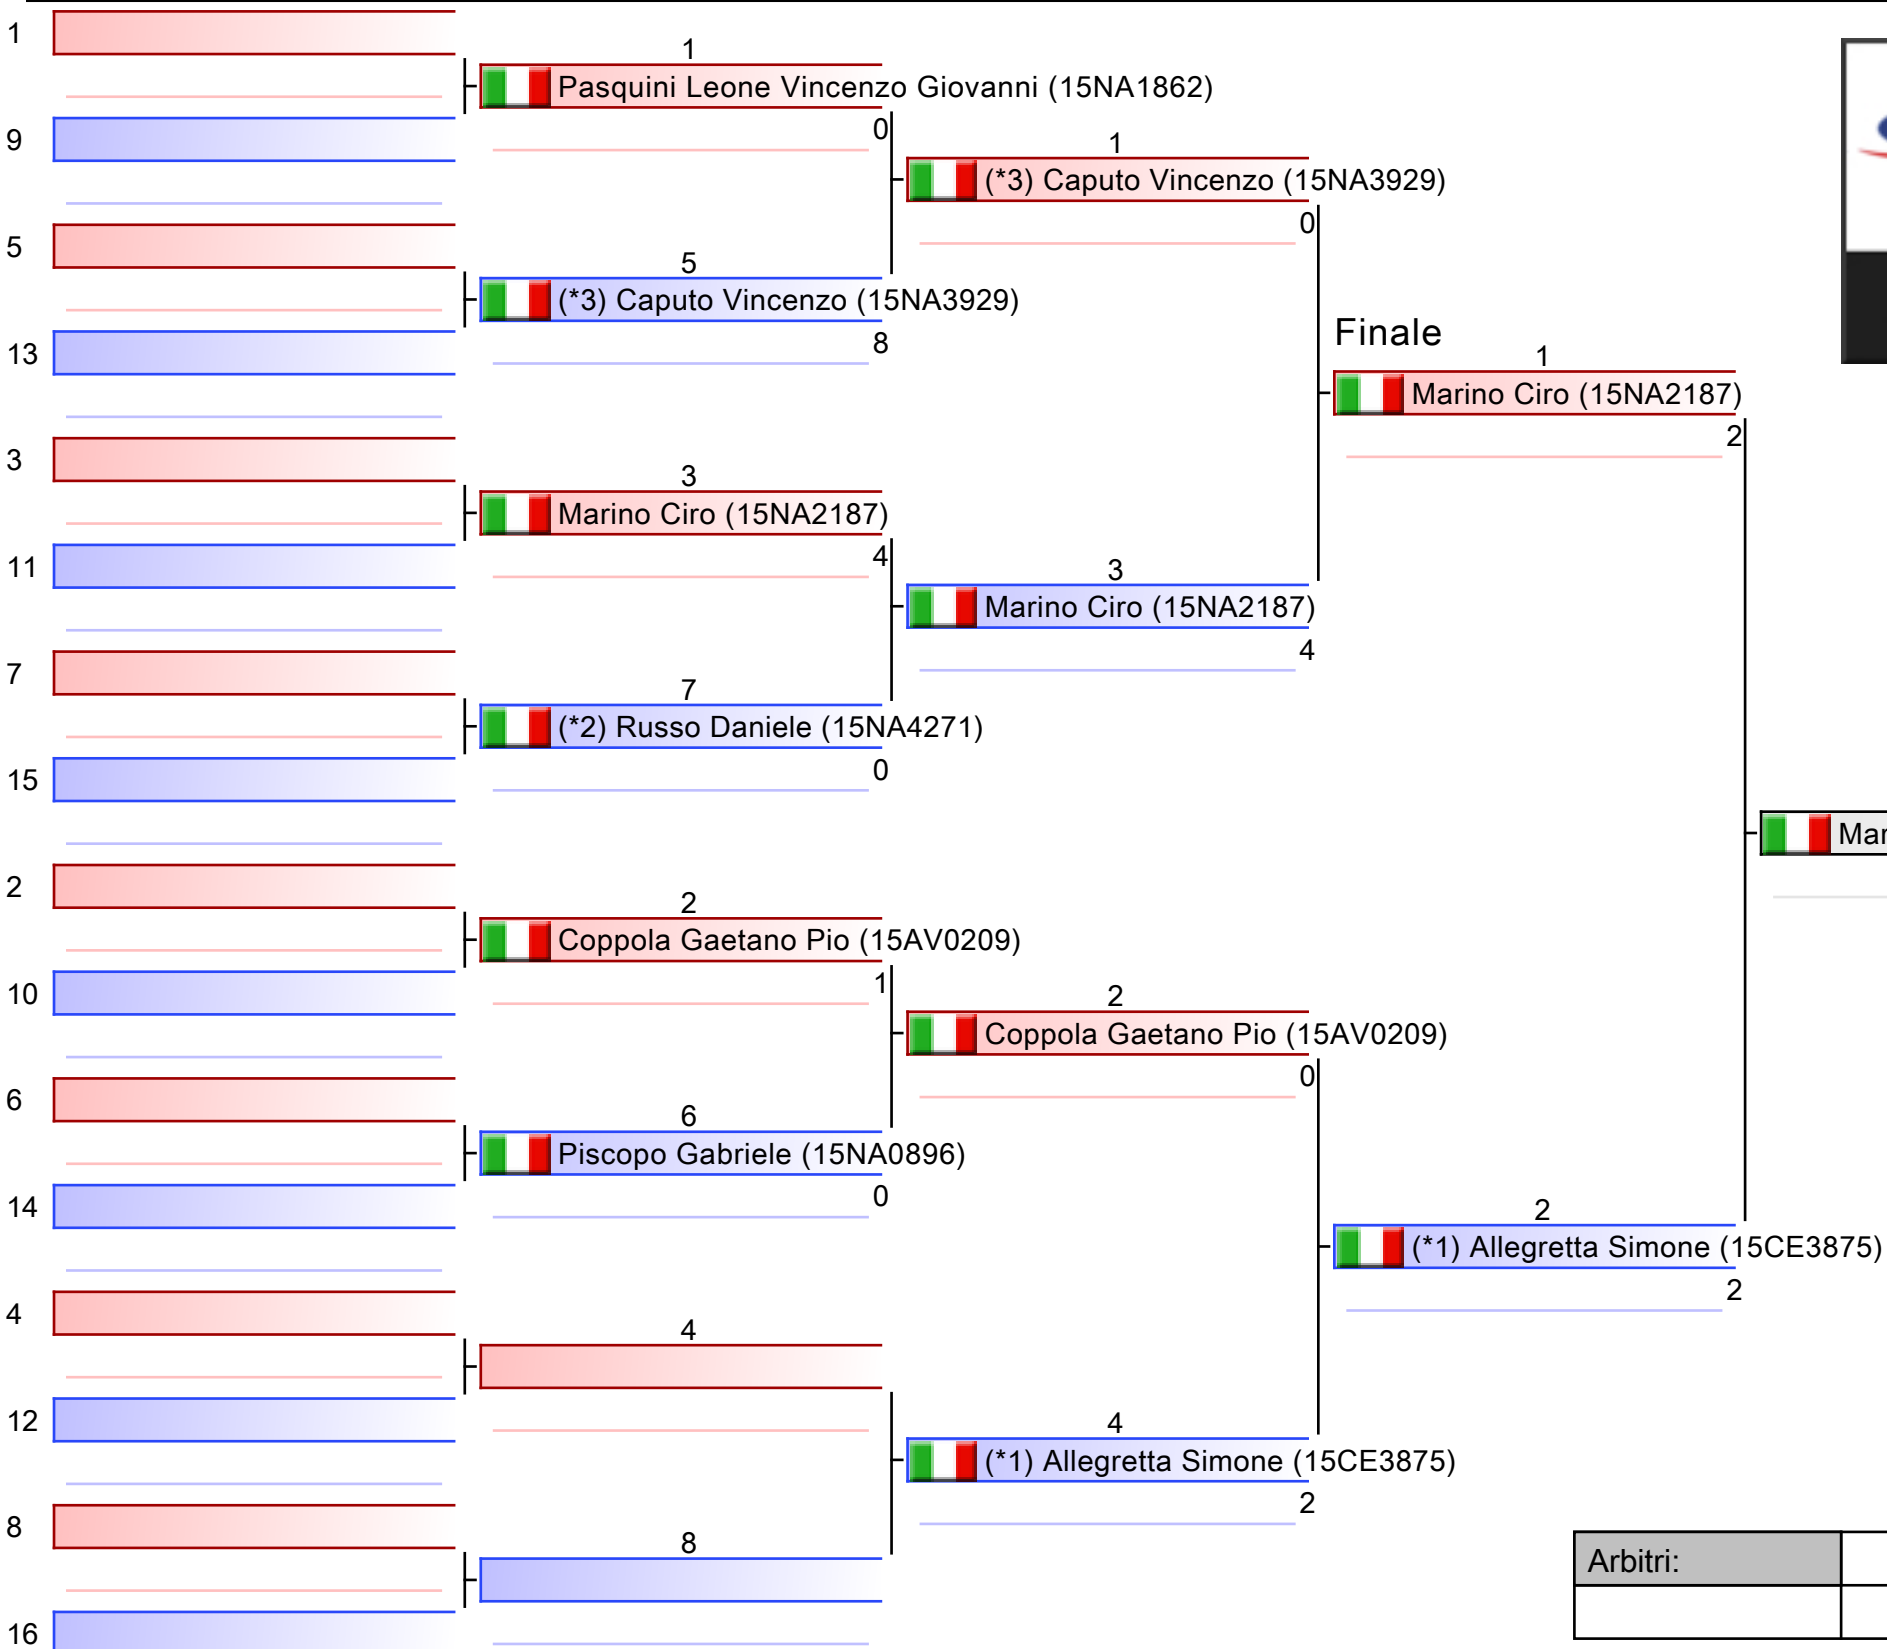 1
1
Pasquini Leone Vincenzo Giovanni (15NA1862)
0
9
1
(*3) Caputo Vincenzo (15NA3929)
0
5
5
(*3) Caputo Vincenzo (15NA3929)
8
13
Finale
1
Marino Ciro (15NA2187)
2
3
3
Marino Ciro (15NA2187)
4
11
3
Marino Ciro (15NA2187)
4
7
7
(*2) Russo Daniele (15NA4271)
0
15
Mar
2
2
Coppola Gaetano Pio (15AV0209)
1
10
2
Coppola Gaetano Pio (15AV0209)
0
6
6
Piscopo Gabriele (15NA0896)
0
14
2
(*1) Allegretta Simone (15CE3875)
2
4
4
12
4
(*1) Allegretta Simone (15CE3875)
2
8
8
16
Arbitri: